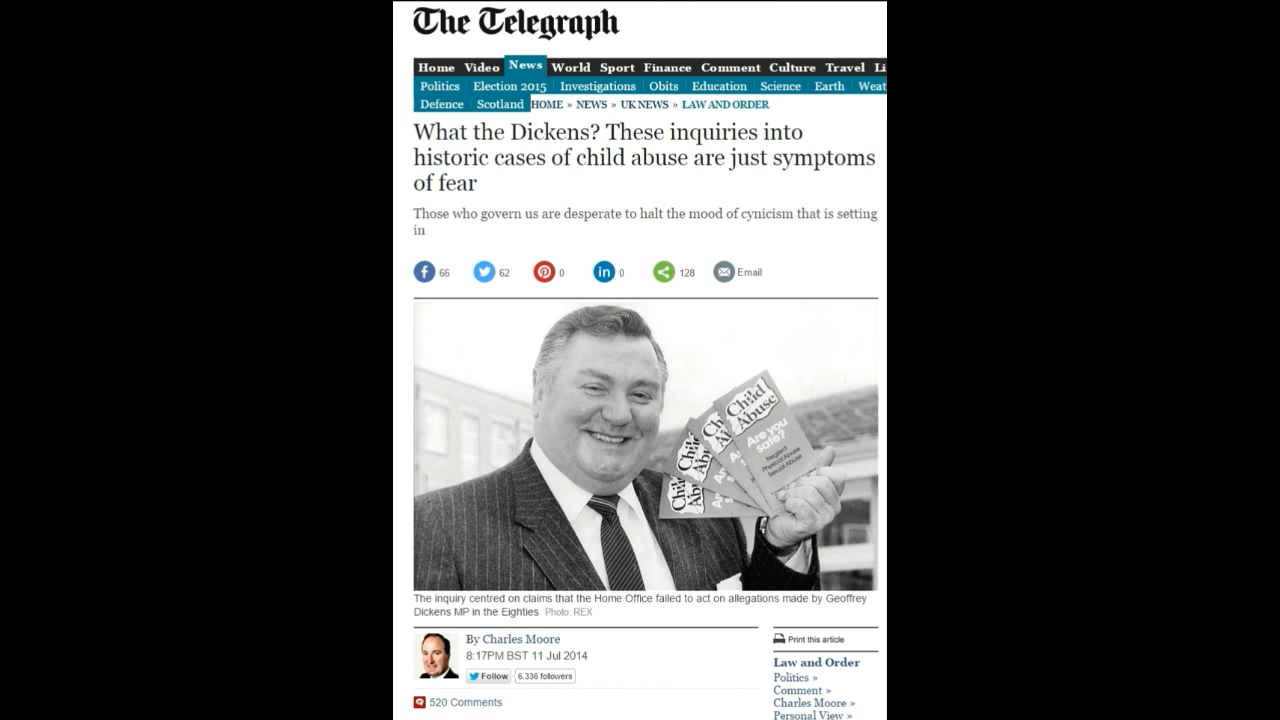 The Telegraph
Home Video News World Sport Finance Comment Culture Travel Li
Politics Election 2015 Investigations Obits Education Science Earth Weat
Defence Scotland HOME » NEWS » UK NEWS » LAW AND ORDER
What the Dickens? These inquiries into
historic cases of child abuse are just symptoms
of fear
Those who govern us are desperate to halt the mood of cynicism that is setting
in
66 62 0 in 0 128 Email
Child
Abuse
Are you
safe?
Neglect
Physical Abuse
Sexual Abuse
The inquiry centred on claims that the Home Office failed to act on allegations made by Geoffrey
Dickens MP in the Eighties Photo: REX
By Charles Moore
8:17PM BST 11 Jul 2014
Follow 6,336 followers
520 Comments
Print this article
Law and Order
Politics »
Comment »
Charles Moore »
Personal View »